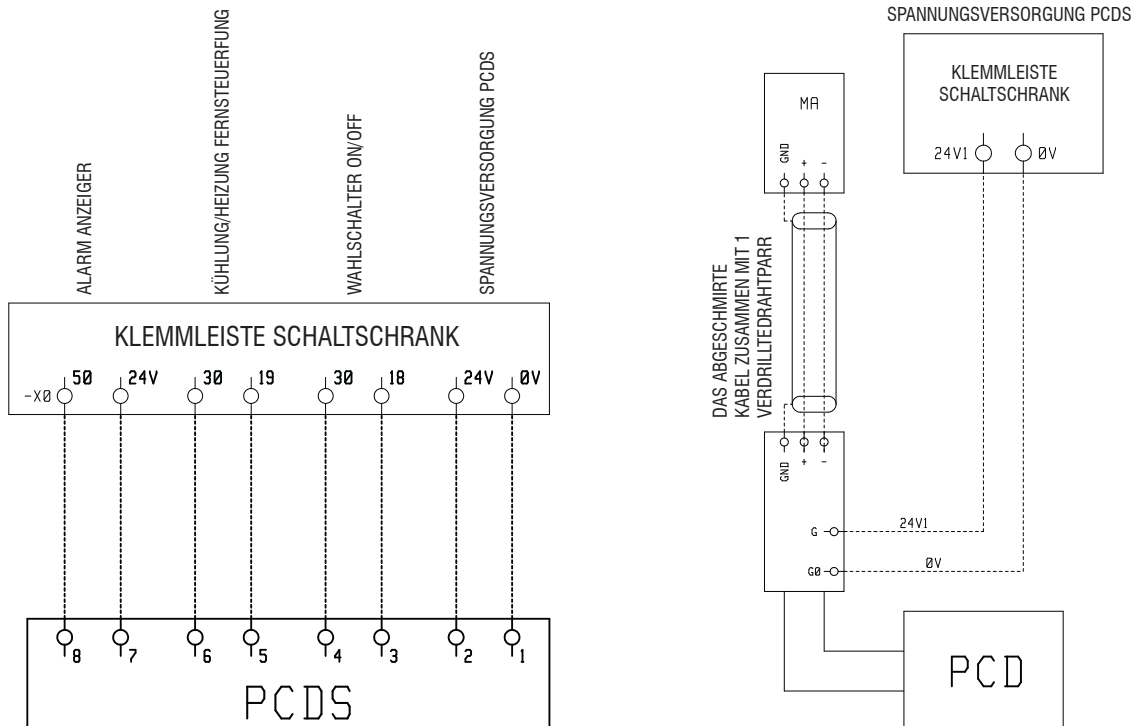 ALARM ANZEIGER
KÜHLUNG/HEIZUNG FERNSTEUERFUNG
WAHLSCHALTER ON/OFF
SPANNUNGSVERSORGUNG PCDS
KLEMMLEISTE SCHALTSCHRANK
-X0 50 24V 30 19 30 18 24V 0V
8 7 6 5 4 3 2 1
PCDS
SPANNUNGSVERSORGUNG PCDS
KLEMMLEISTE
SCHALTSCHRANK
24V1 0V
MA
GND + -
DAS ABGESCHMIRTE
KABEL ZUSAMMEN MIT 1
VERDRILLTEDRAHTPARR
GND + -
G 24V1
G0 0V
PCD